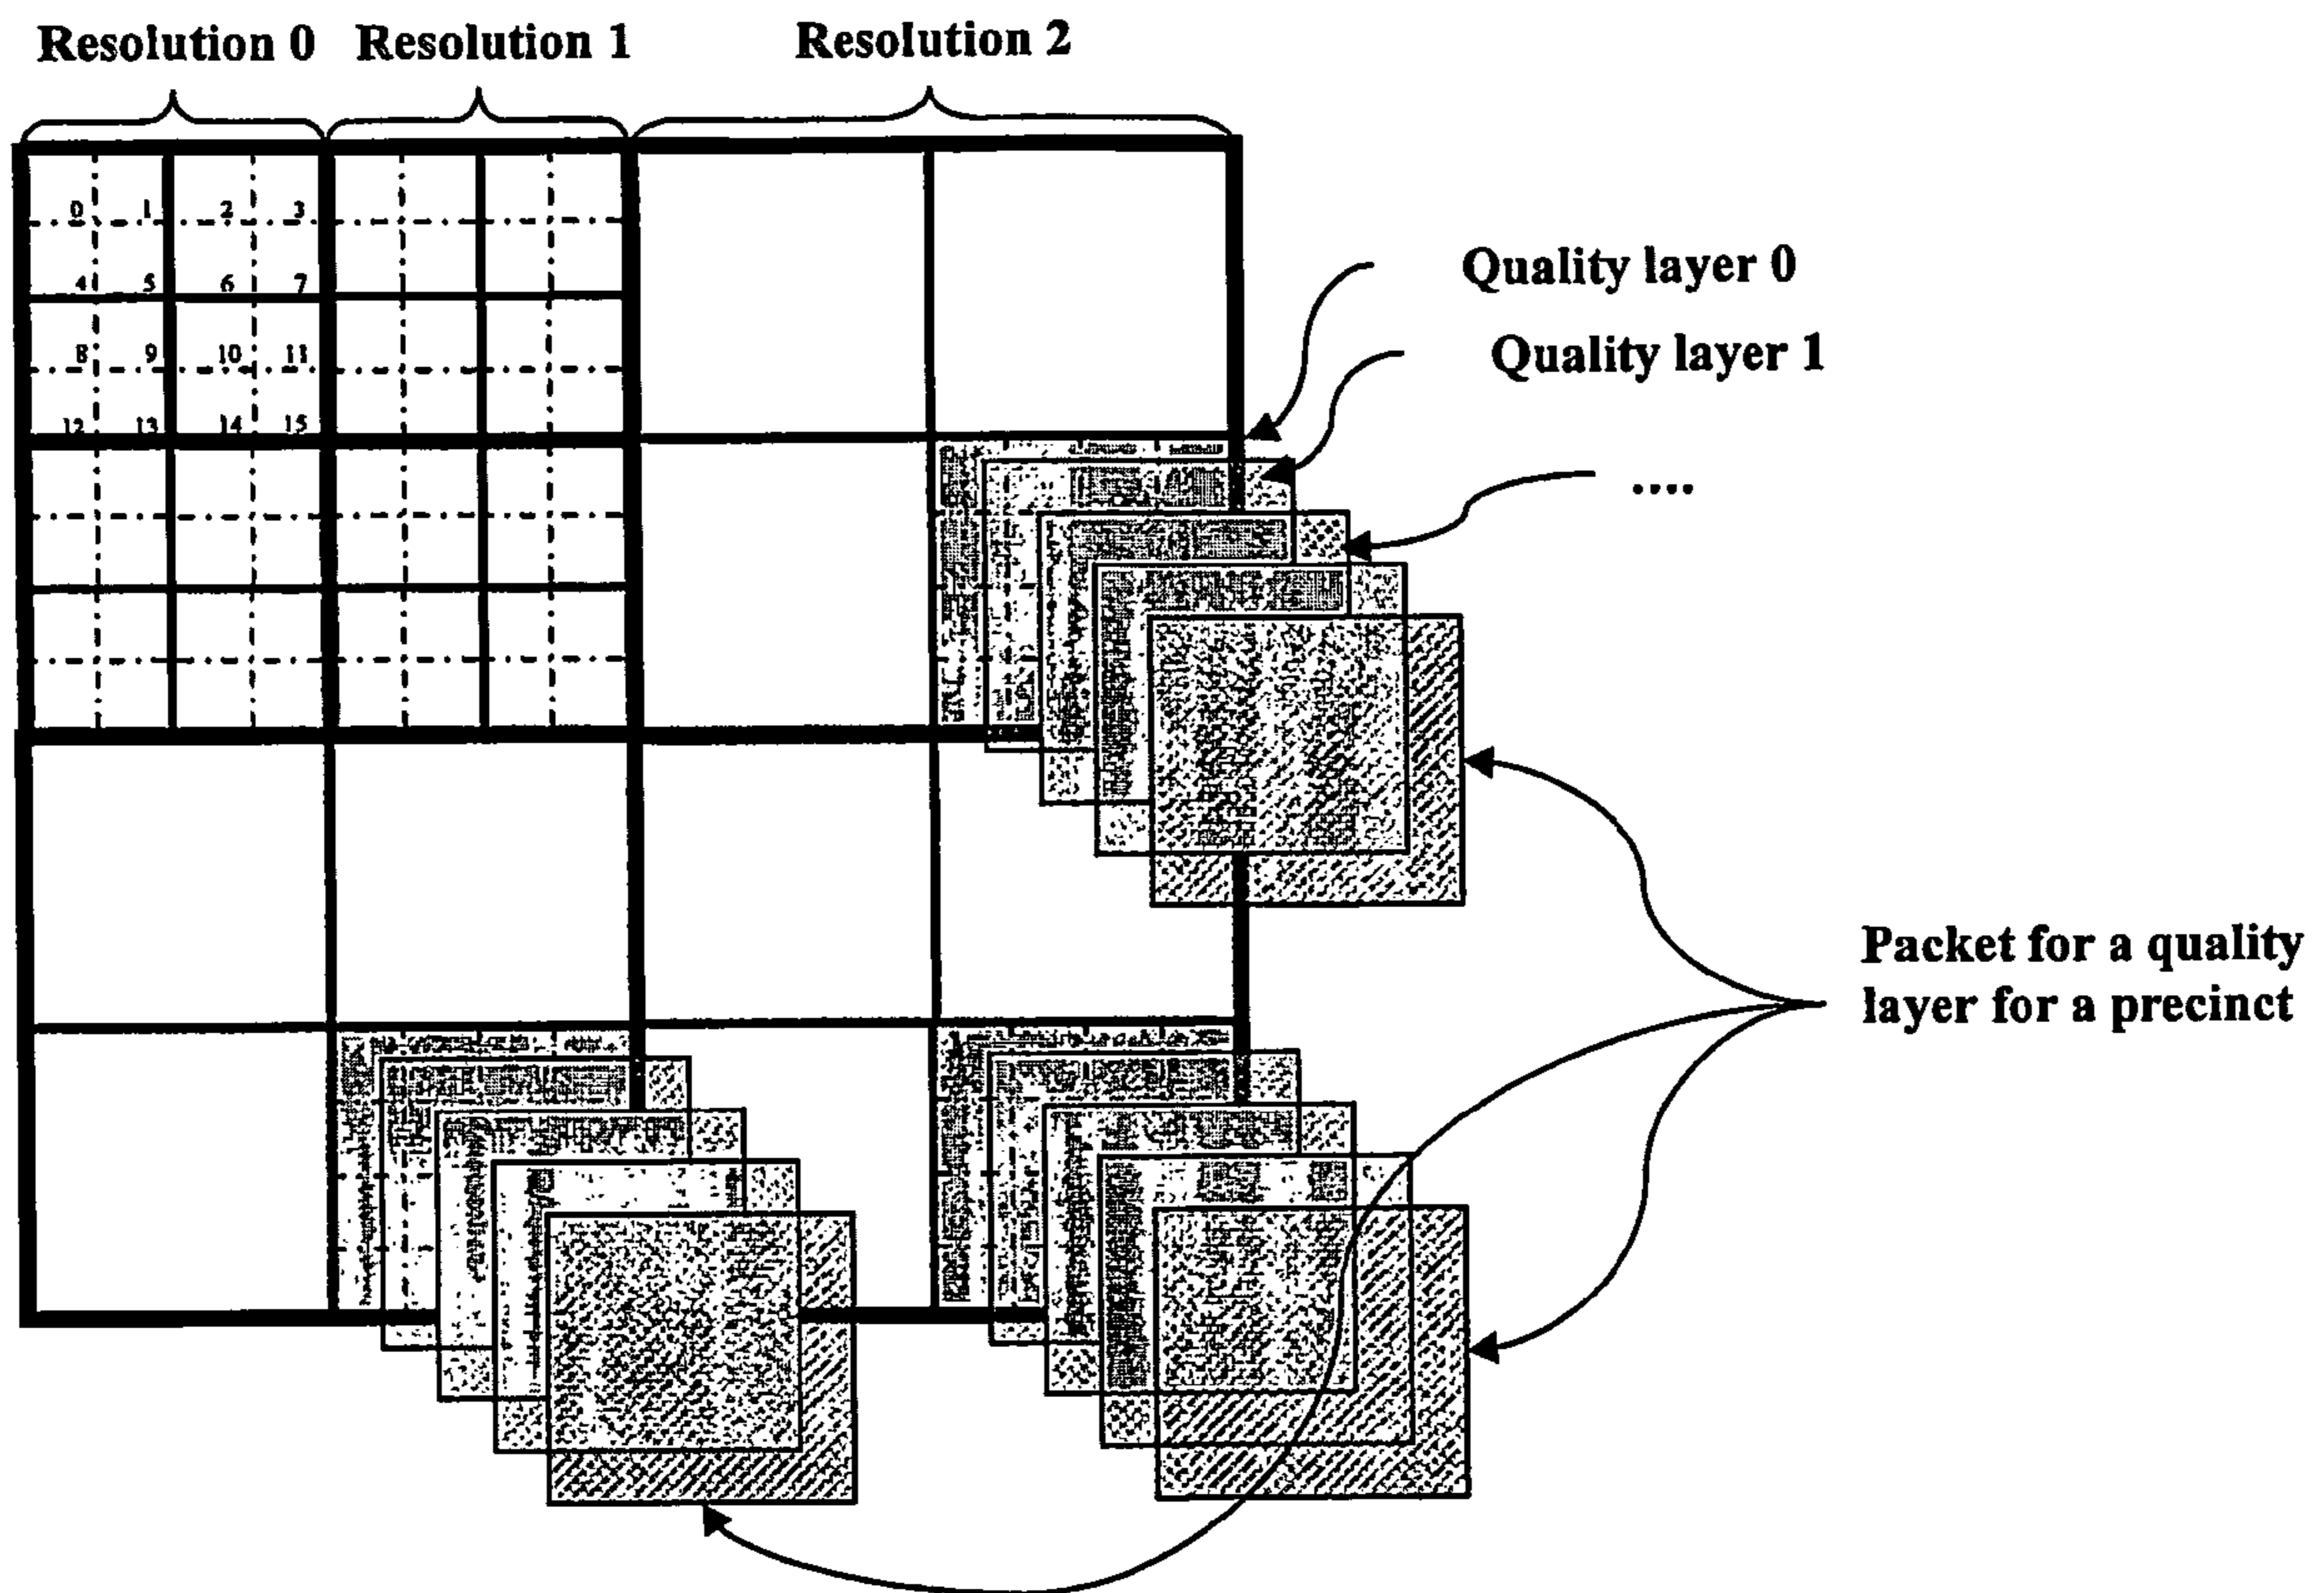 Resolution 0 Resolution 1 Resolution 2
0 1 2 3
4 5 6 7
8 9 10 11
12 13 14 15
Quality layer 0
Quality layer 1
....
Packet for a quality
layer for a precinct